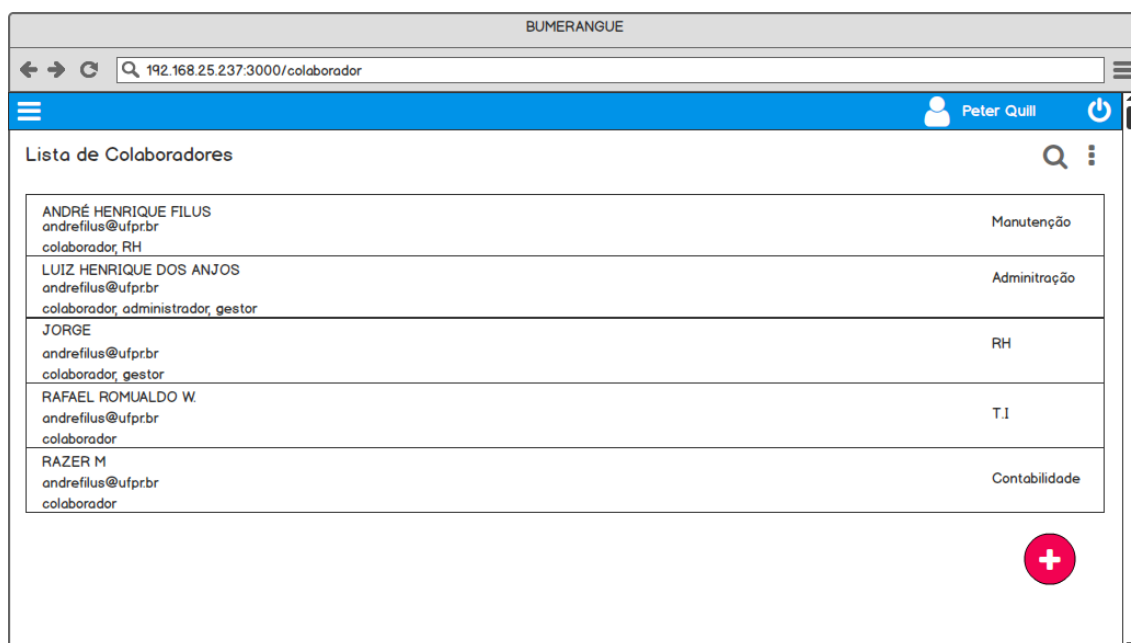 BUMERANGUE
192.168.25.237:3000/colaborador
Peter Quill
Lista de Colaboradores
ANDRÉ HENRIQUE FILUS
andrefilus@ufpr.br
Manutenção
colaborador, RH
LUIZ HENRIQUE DOS ANJOS
andrefilus@ufpr.br
Adminitração
colaborador, administrador, gestor
JORGE
andrefilus@ufpr.br
RH
colaborador, gestor
RAFAEL ROMUALDO W.
andrefilus@ufpr.br
T.I
colaborador
RAZER M
andrefilus@ufpr.br
Contabilidade
colaborador